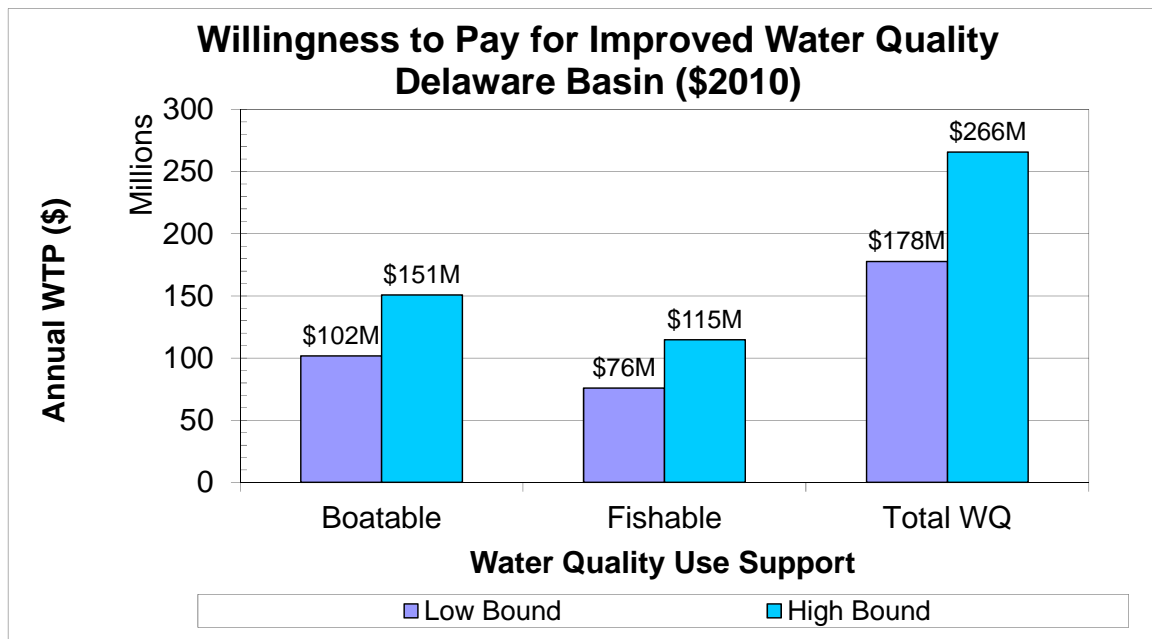 Willingness to Pay for Improved Water Quality
Delaware Basin ($2010)
Annual WTP ($)
Millions
300
250
200
150
100
50
0
$102M
$151M
$76M
$115M
$178M
$266M
Boatable
Fishable
Total WQ
Water Quality Use Support
Low Bound
High Bound